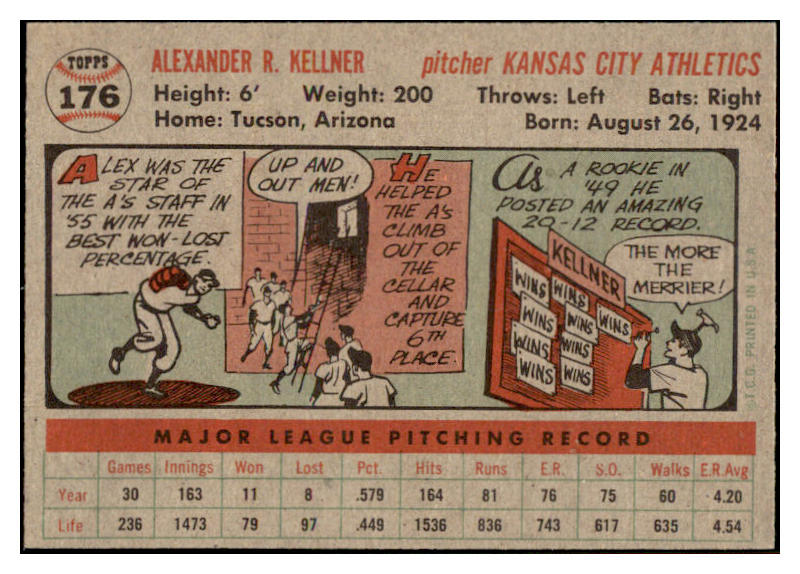 TOPPS
176
ALEXANDER R. KELLNER pitcher KANSAS CITY ATHLETICS
Height: 6' Weight: 200 Throws: Left Bats: Right
Home: Tucson, Arizona Born: August 26, 1924
ALEX WAS THE
STAR OF
THE A'S STAFF IN
'55 WITH THE
BEST WON-LOST
PERCENTAGE.
UP AND
OUT MEN!
HE
HELPED
THE A'S
CLIMB
OUT OF
THE
CELLAR
AND
CAPTURE
6TH
PLACE.
AS A ROOKIE IN
'49 HE
POSTED AN AMAZING
20-12 RECORD.
KELLNER
WINS
WINS
WINS
WINS
WINS
WINS
WINS
WINS
WINS
THE MORE
THE
MERRIER!
©T.C.G. PRINTED IN U.S.A.
MAJOR LEAGUE PITCHING RECORD
Games Innings Won Lost Pct. Hits Runs E.R. S.O. Walks E.R.Avg
Year 30 163 11 8 .579 164 81 76 75 60 4.20
Life 236 1473 79 97 .449 1536 836 743 617 635 4.54